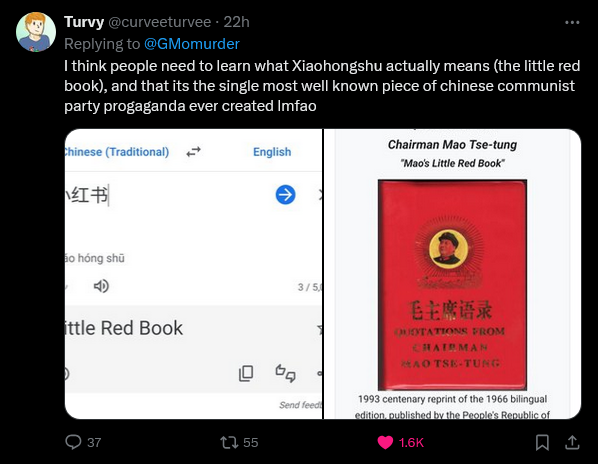 Turvy @curveeturvee · 22h
Replying to @GMomurder
I think people need to learn what Xiaohongshu actually means (the little red
book), and that its the single most well known piece of chinese communist
party progaganda ever created lmfao
Chinese (Traditional) English
小红书
ǎo hóng shū
3 / 5,0
ittle Red Book
Send feedb
Chairman Mao Tse-tung
"Mao's Little Red Book"
毛主席语录
QUOTATIONS FROM
CHAIRMAN
MAO TSE-TUNG
1993 centenary reprint of the 1966 bilingual
edition, published by the People's Republic of
37 55 1.6K